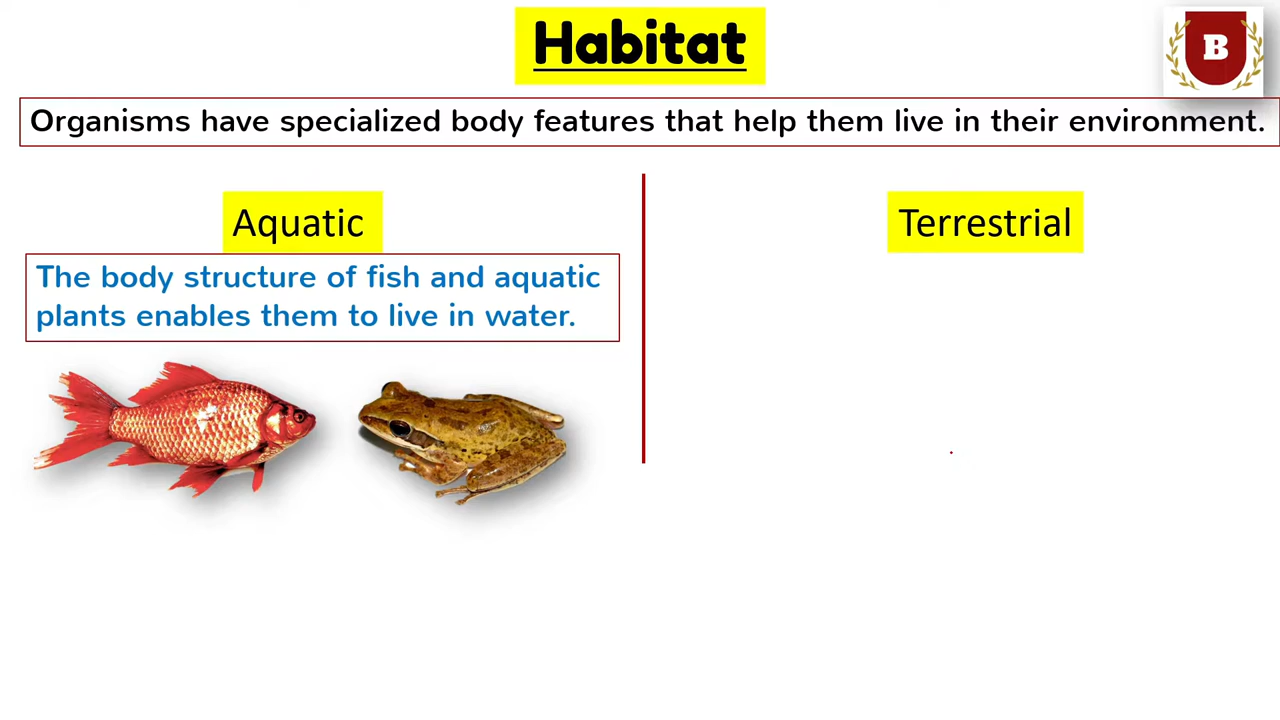 Habitat
B
Organisms have specialized body features that help them live in their environment.
Aquatic
The body structure of fish and aquatic
plants enables them to live in water.
Terrestrial